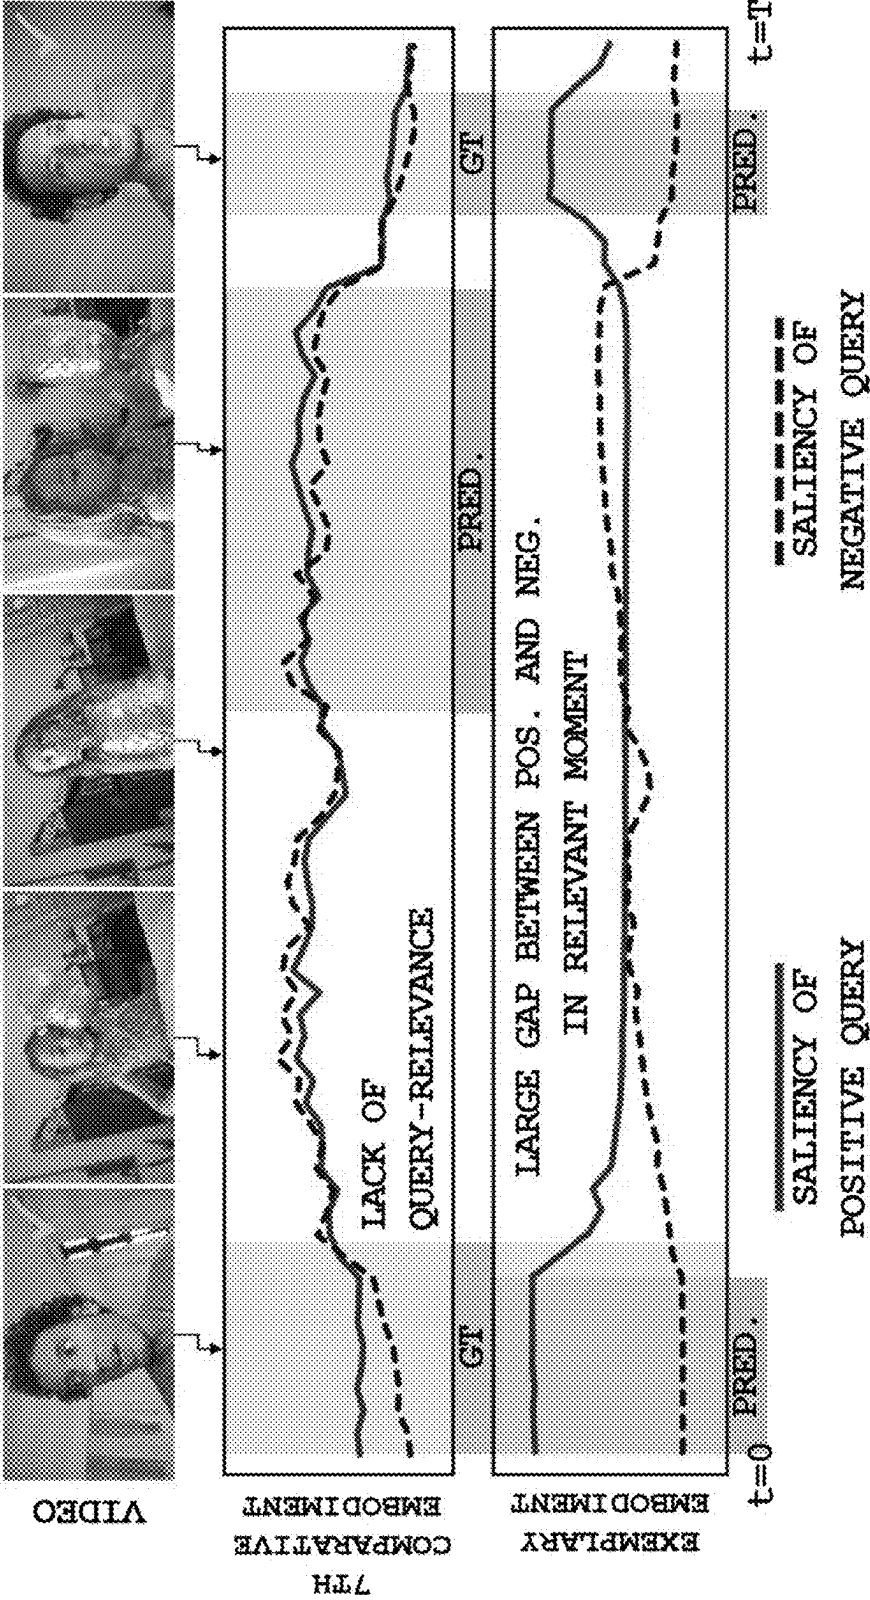 VIDEO
7TH
COMPARATIVE
EMBODIMENT
LACK OF
QUERY-RELEVANCE
GT
PRED.
GT
EXEMPLARY
EMBODIMENT
LARGE GAP BETWEEN POS. AND NEG.
IN RELEVANT MOMENT
PRED.
PRED.
t=0
t=T
SALIENCY OF
POSITIVE QUERY
SALIENCY OF
NEGATIVE QUERY